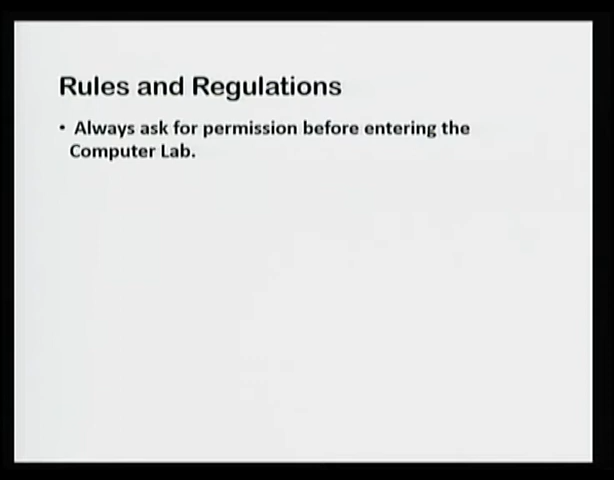 Rules and Regulations
• Always ask for permission before entering the
Computer Lab.